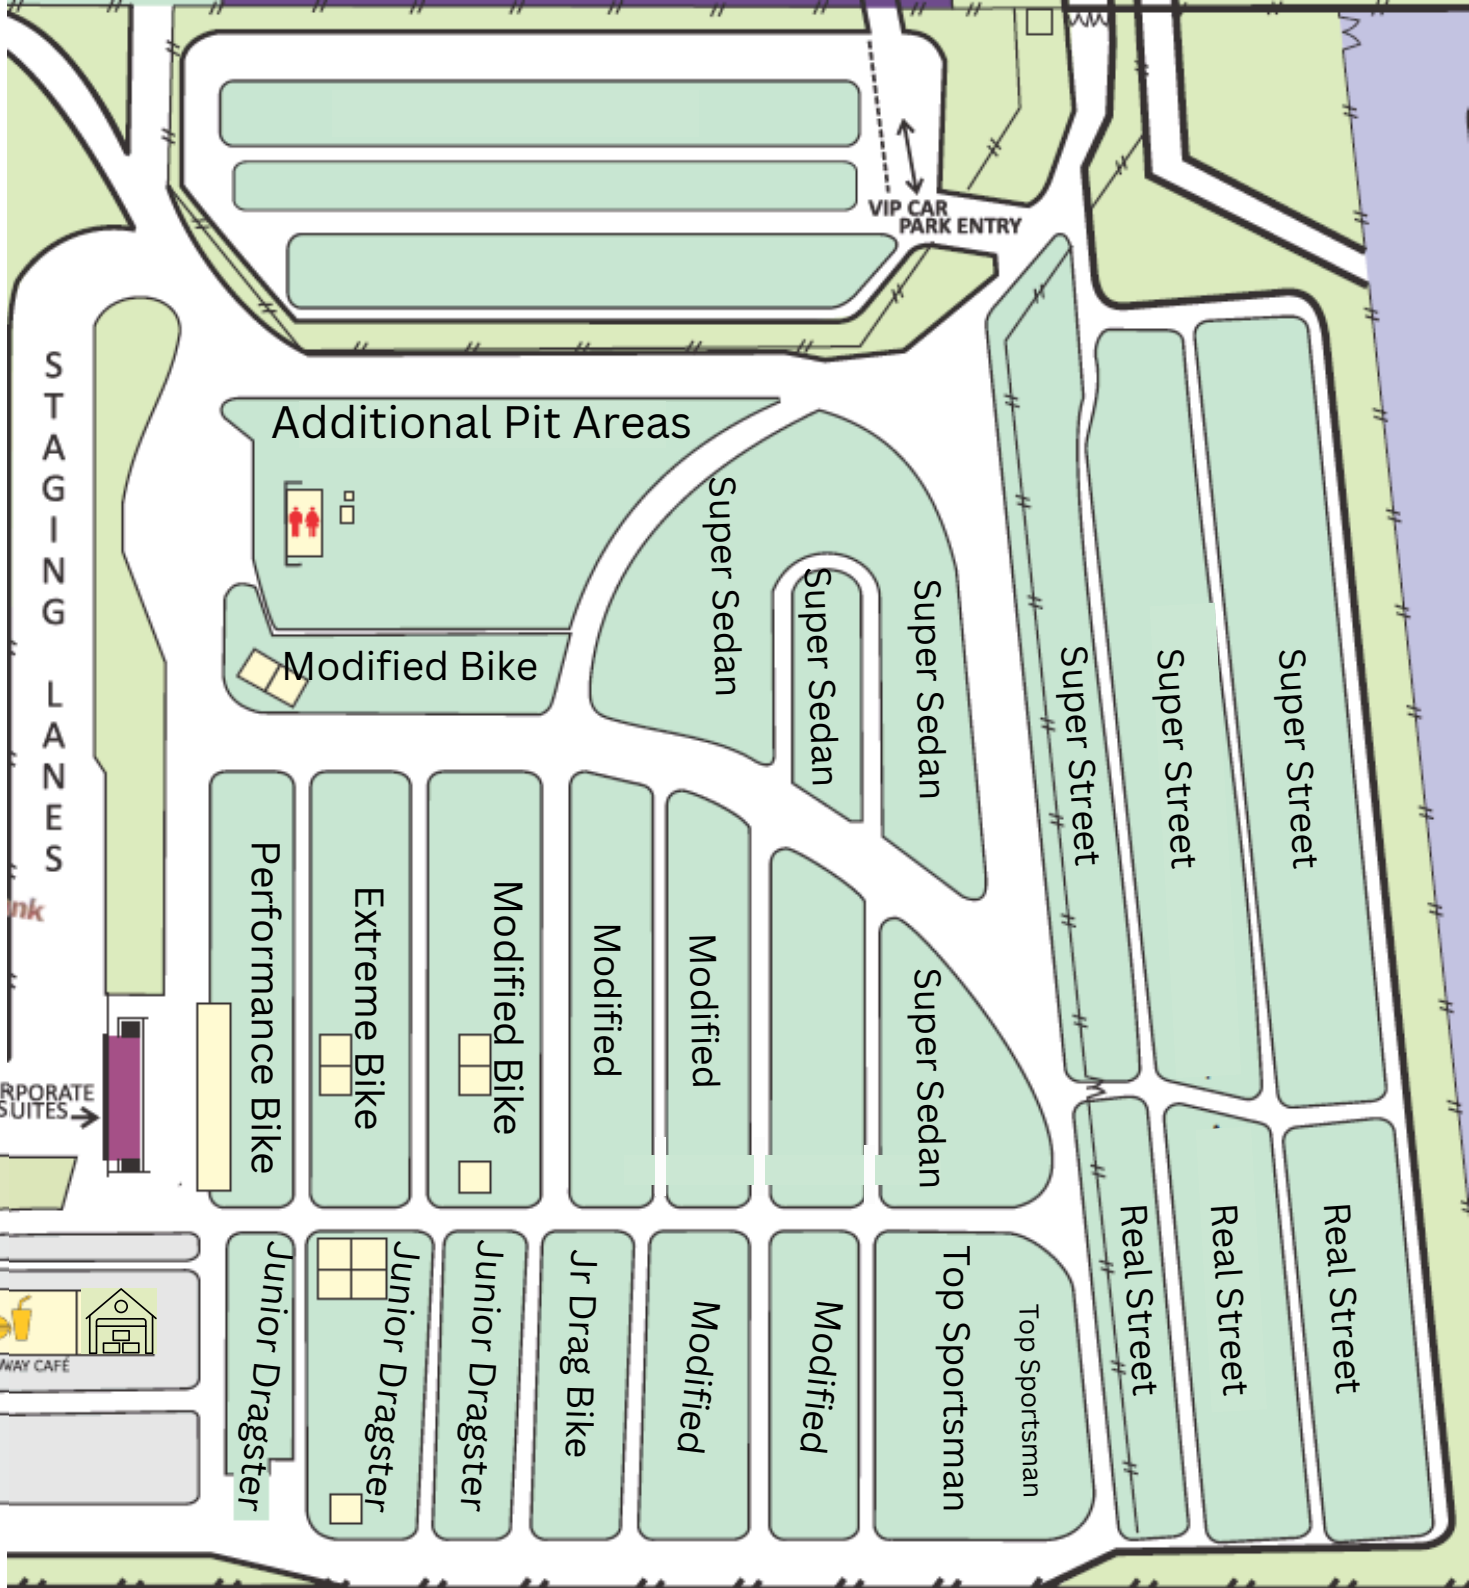 VIP CAR
PARK ENTRY
STAGING LANES
Additional Pit Areas
Super Sedan
Super Sedan
Super Sedan
Modified Bike
Super Street
Super Street
Super Street
nk
Performance Bike
Extreme Bike
Modified Bike
Modified
Modified
Super Sedan
RPORATE
SUITES
Junior Dragster
Junior Dragster
Junior Dragster
Jr Drag Bike
Modified
Modified
Top Sportsman
Top Sportsman
Real Street
Real Street
Real Street
WAY CAFÉ